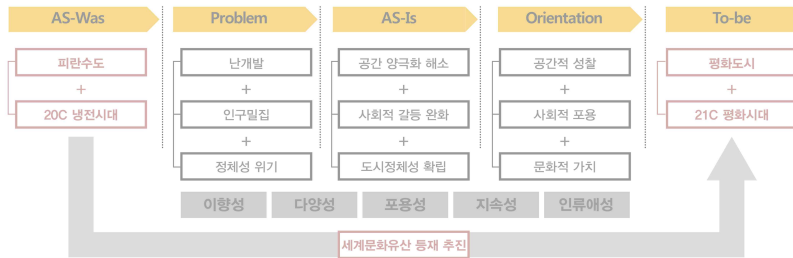 AS-Was
Problem
AS-Is
Orientation
To-be
피란수도
난개발
공간 양극화 해소
공간적 성찰
평화도시
+
+
+
+
+
20C 냉전시대
인구밀집
사회적 갈등 완화
사회적 포용
21C 평화시대
+
+
+
정체성 위기
도시정체성 확립
문화적 가치
이향성
다양성
포용성
지속성
인류애성
세계문화유산 등재 추진